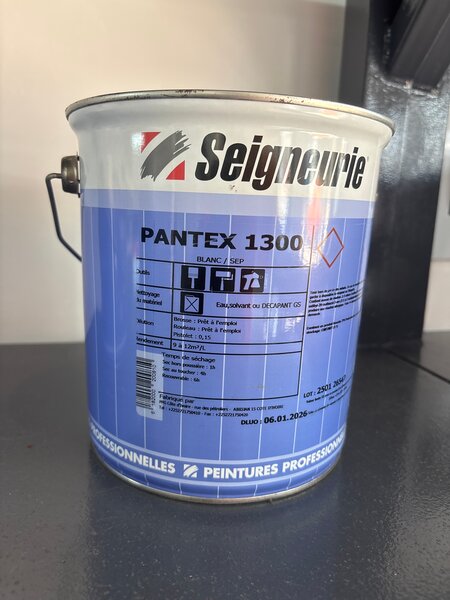 Seigneurie
PANTEX 1300
BLANC / SEP
Outils
Nettoyage
du matériel
Eau,solvant ou DECAPANT GS
Dilution
Brosse : Prêt à l'emploi
Rouleau : Prêt à l'emploi
Pistolet : 0,15
Rendement
9 à 12m²/L
Temps de séchage
Sec hors poussière : 1h
Sec au toucher : 4h
Recouvrable : 6h
Fabrique par
LOT : 2501
DLUO : 06.01.2026
PROFESSIONNELLES PEINTURES PROFESSION